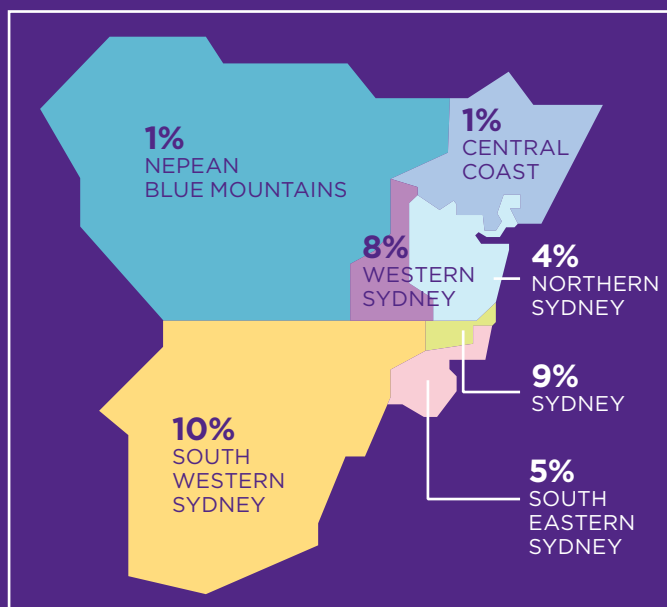 1%
NEPEAN
BLUE MOUNTAINS
1%
CENTRAL
COAST
8%
WESTERN
SYDNEY
4%
NORTHERN
SYDNEY
9%
SYDNEY
10%
SOUTH
WESTERN
SYDNEY
5%
SOUTH
EASTERN
SYDNEY